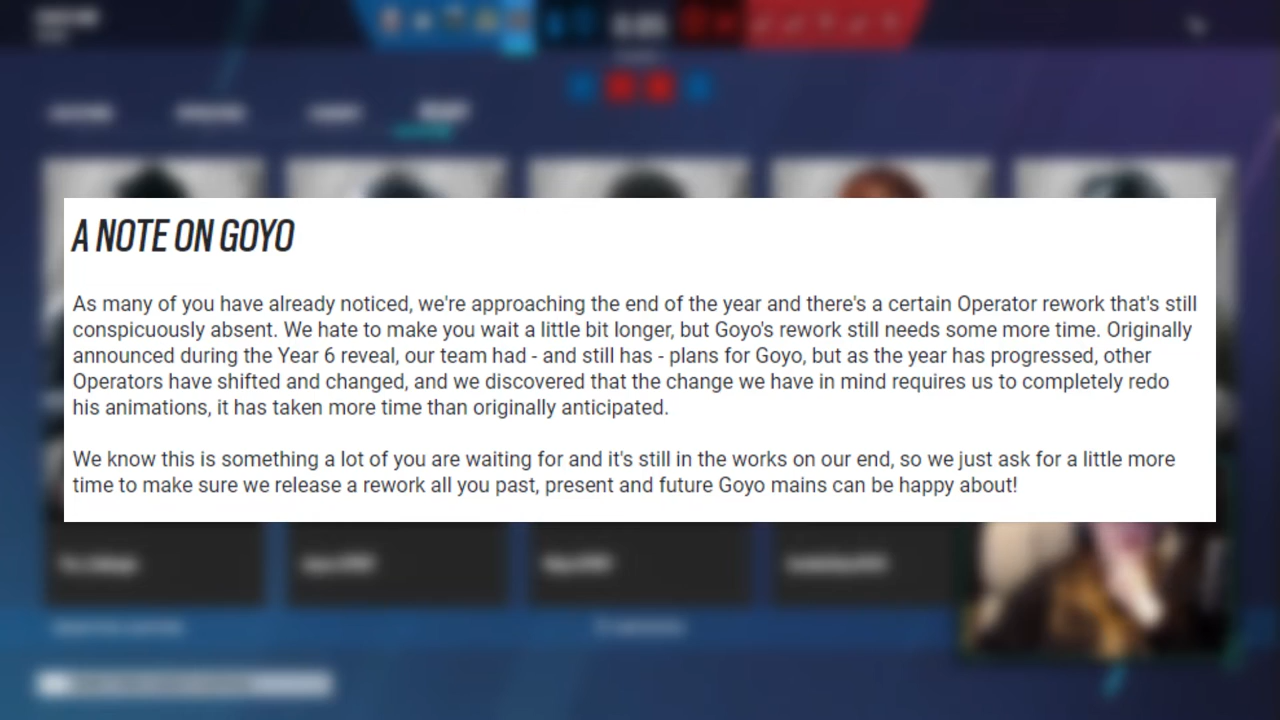 A NOTE ON GOYO
As many of you have already noticed, we're approaching the end of the year and there's a certain Operator rework that's still
conspicuously absent. We hate to make you wait a little bit longer, but Goyo's rework still needs some more time. Originally
announced during the Year 6 reveal, our team had - and still has - plans for Goyo, but as the year has progressed, other
Operators have shifted and changed, and we discovered that the change we have in mind requires us to completely redo
his animations, it has taken more time than originally anticipated.
We know this is something a lot of you are waiting for and it's still in the works on our end, so we just ask for a little more
time to make sure we release a rework all you past, present and future Goyo mains can be happy about!